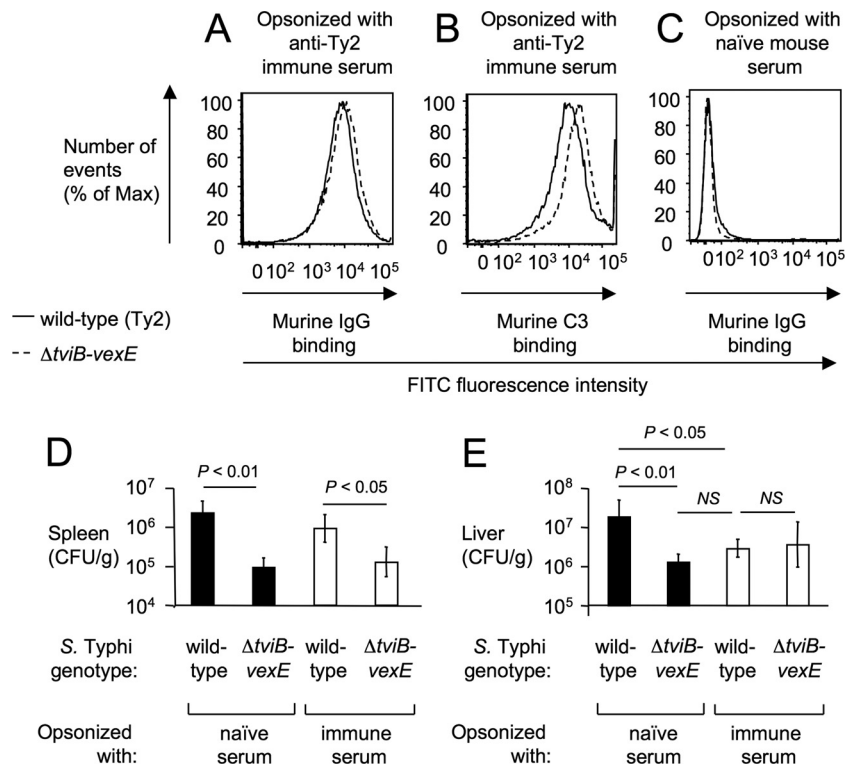 A
Opsonized with
anti-Ty2
immune serum
B
Opsonized with
anti-Ty2
immune serum
C
Opsonized with
naïve mouse
serum
Number of
events
(% of Max)
100
80
60
40
20
0
0 10² 10³ 10⁴ 10⁵
100
80
60
40
20
0
0 10² 10³ 10⁴ 10⁵
100
80
60
40
20
0
0 10² 10³ 10⁴ 10⁵
wild-type (Ty2)
ΔtviB-vexE
Murine IgG
binding
Murine C3
binding
Murine IgG
binding
FITC fluorescence intensity
D
Spleen
(CFU/g)
10⁷
10⁶
10⁵
10⁴
P < 0.01
P < 0.05
S. Typhi
genotype:
wild-
type
ΔtviB-
vexE
wild-
type
ΔtviB-
vexE
Opsonized
with:
naïve
serum
immune
serum
E
Liver
(CFU/g)
10⁸
10⁷
10⁶
10⁵
P < 0.05
P < 0.01
NS
NS
S. Typhi
genotype:
wild-
type
ΔtviB-
vexE
wild-
type
ΔtviB-
vexE
Opsonized
with:
naïve
serum
immune
serum